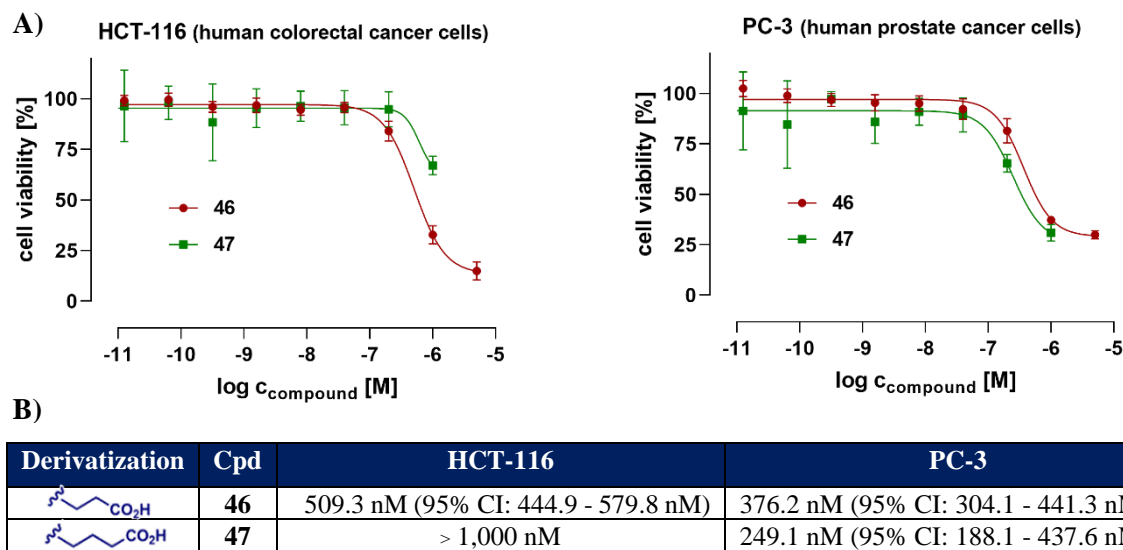 A)
HCT-116 (human colorectal cancer cells)
cell viability [%]
100
75
50
25
0
46
47
-11 -10 -9 -8 -7 -6 -5
log c compound [M]
PC-3 (human prostate cancer cells)
cell viability [%]
100
75
50
25
0
46
47
-11 -10 -9 -8 -7 -6 -5
log c compound [M]
B)
Derivatization Cpd HCT-116 PC-3
CO2H 46 509.3 nM (95% CI: 444.9 - 579.8 nM) 376.2 nM (95% CI: 304.1 - 441.3 nM
CO2H 47 > 1,000 nM 249.1 nM (95% CI: 188.1 - 437.6 nM